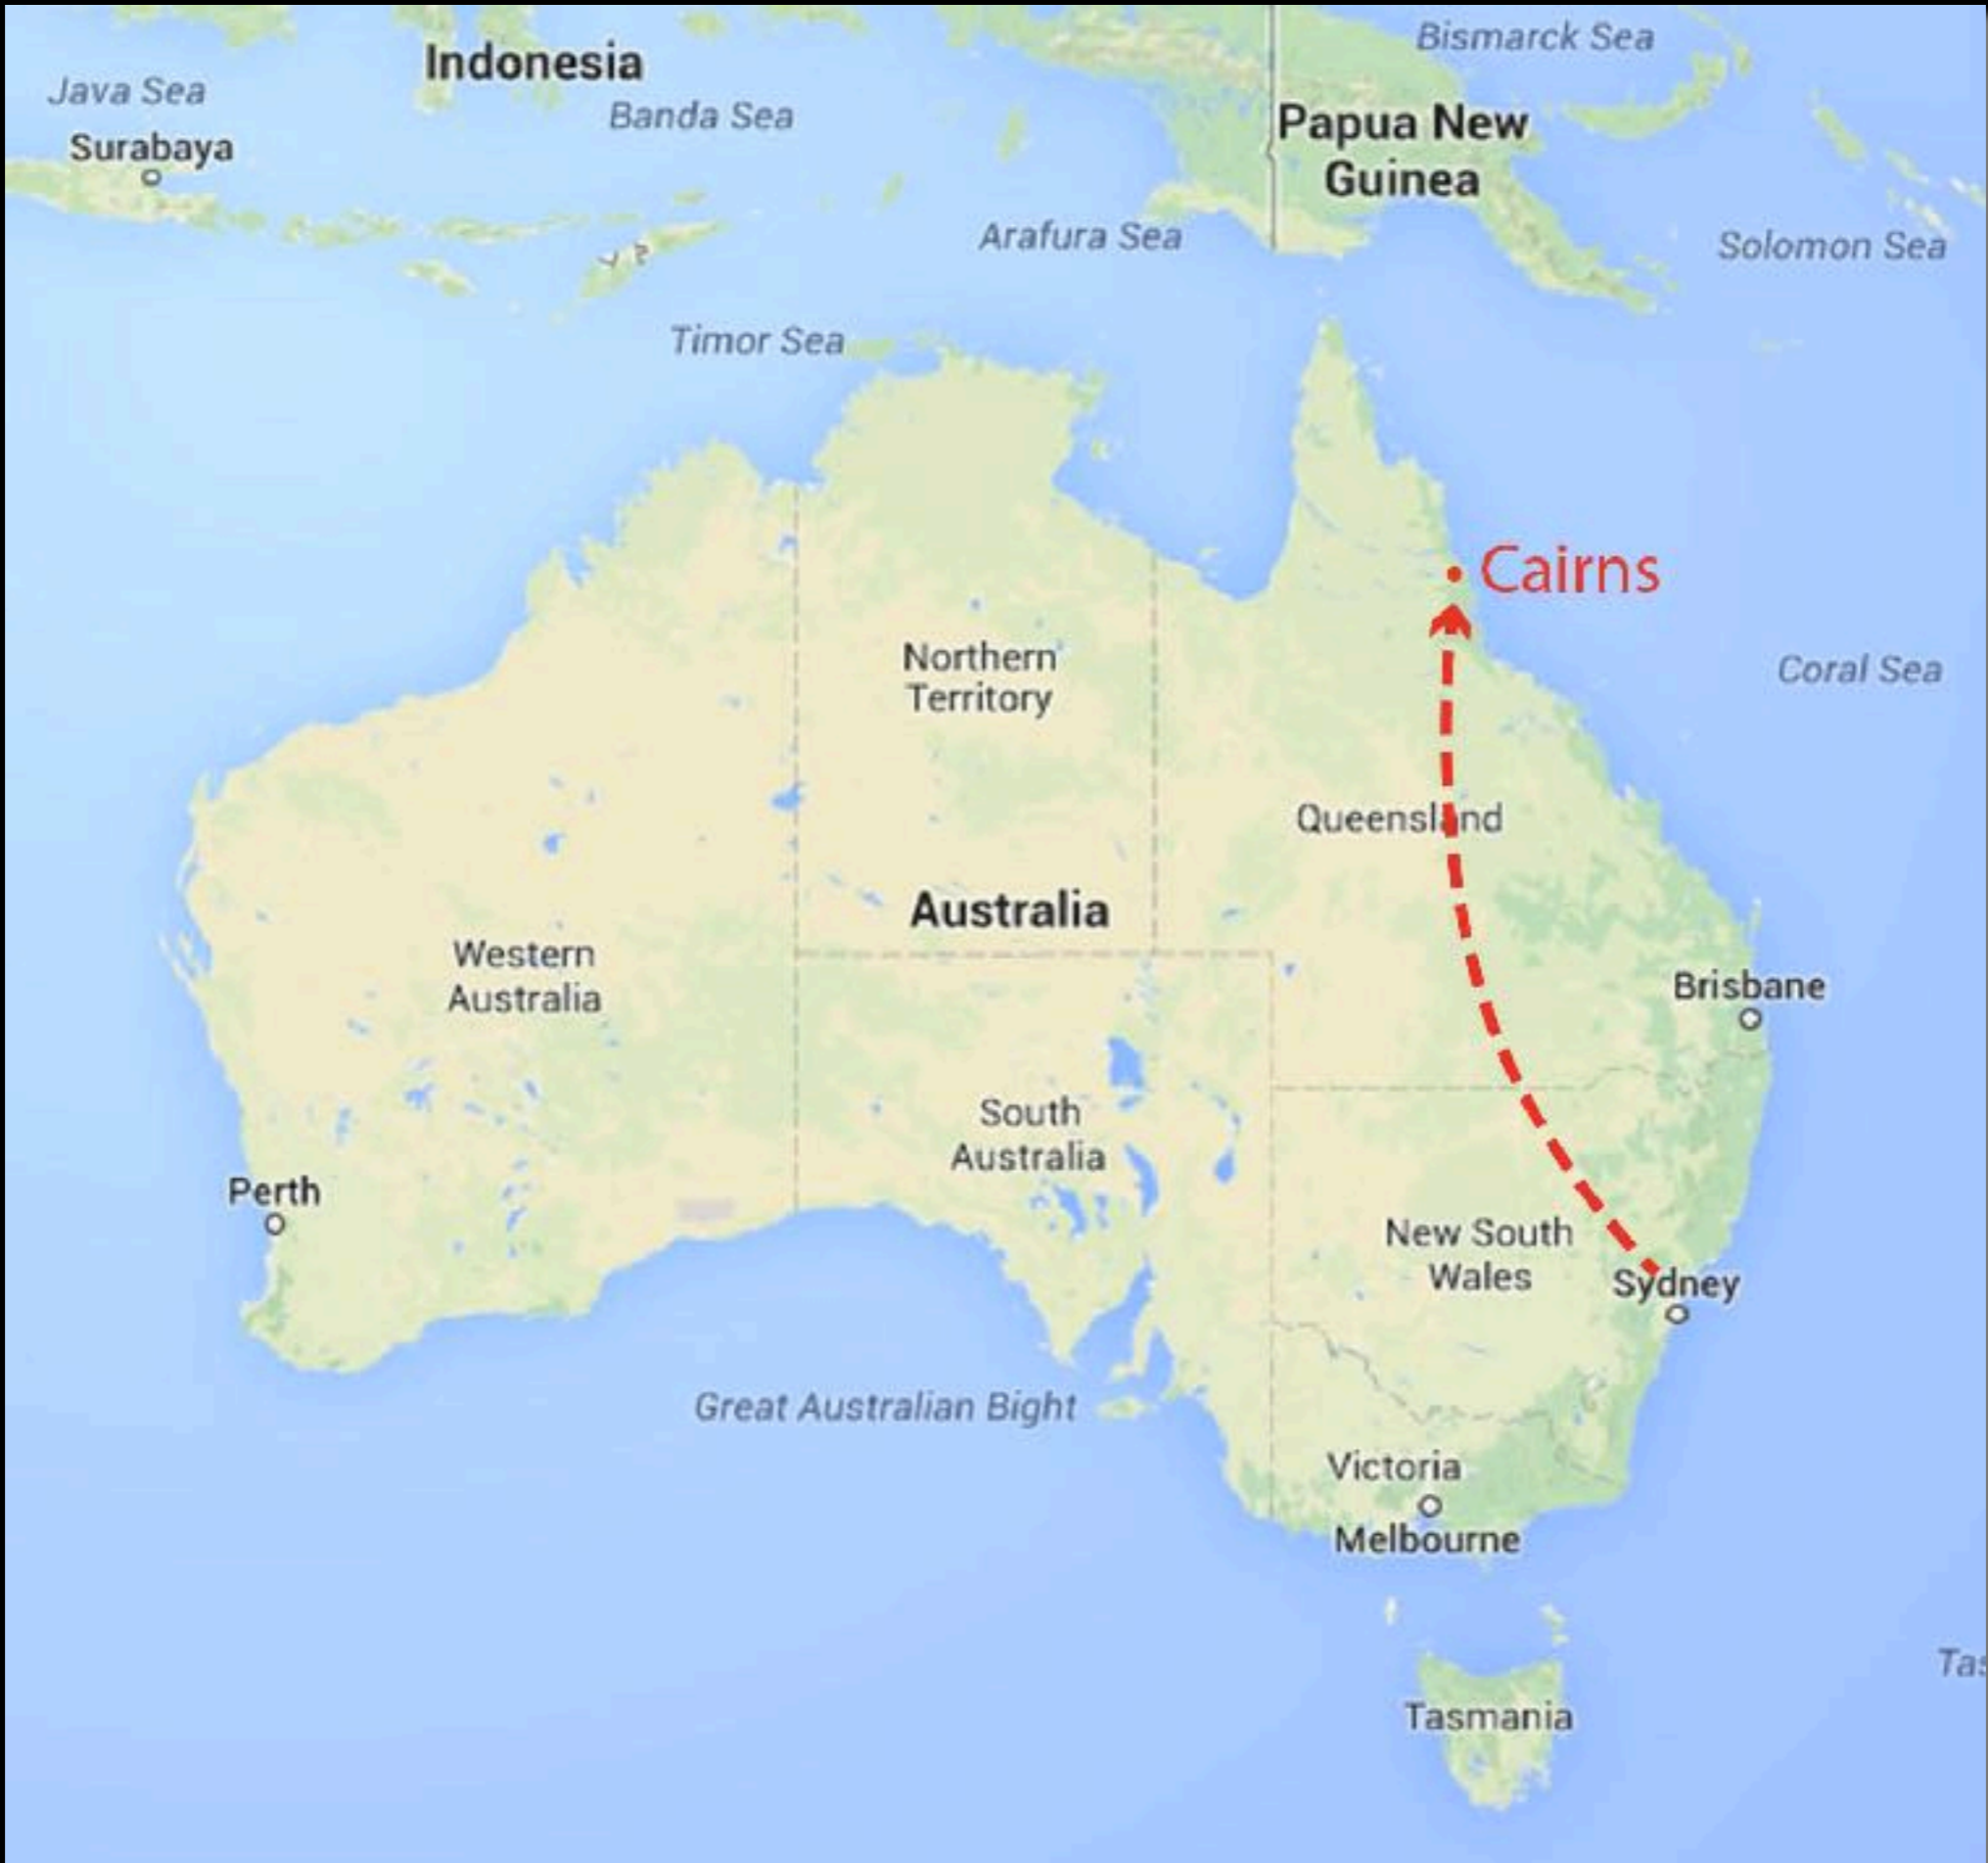 Bismarck Sea
Indonesia
Java Sea
Banda Sea
Papua New
Guinea
Surabaya
Arafura Sea
Solomon Sea
Timor Sea
Cairns
Northern
Territory
Coral Sea
Queensland
Australia
Western
Australia
Brisbane
South
Australia
Perth
New South
Wales
Sydney
Great Australian Bight
Victoria
Melbourne
Tas
Tasmania